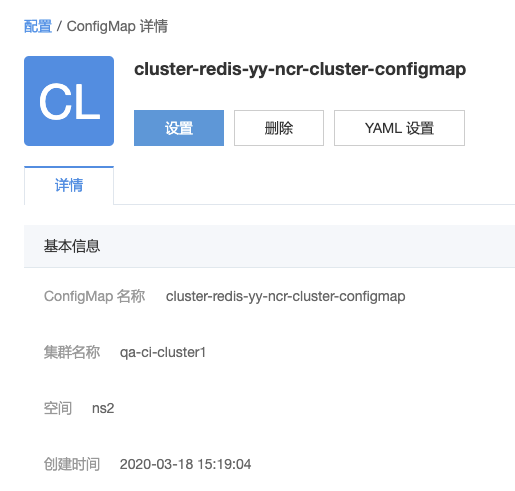 配置 / ConfigMap 详情
CL
cluster-redis-yy-ncr-cluster-configmap
设置 删除 YAML 设置
详情
基本信息
ConfigMap 名称 cluster-redis-yy-ncr-cluster-configmap
集群名称 qa-ci-cluster1
空间 ns2
创建时间 2020-03-18 15:19:04